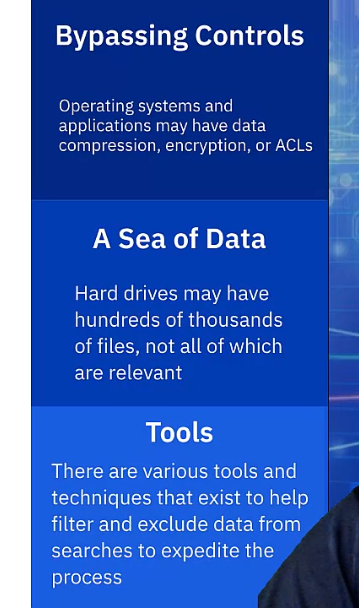 Bypassing Controls
Operating systems and
applications may have data
compression, encryption, or ACLs
A Sea of Data
Hard drives may have
hundreds of thousands
of files, not all of which
are relevant
Tools
There are various tools and
techniques that exist to help
filter and exclude data from
searches to expedite the
process